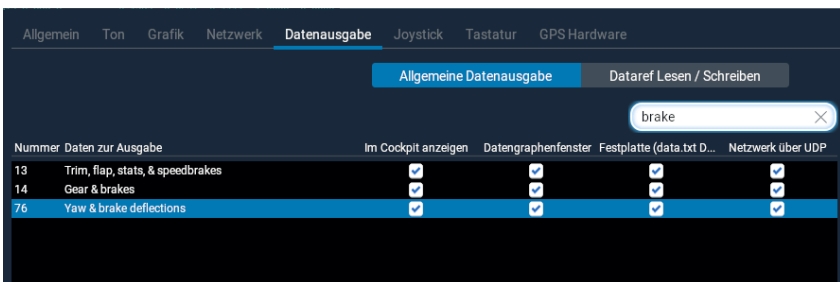 Allgemein Ton Grafik Netzwerk Datenausgabe Joystick Tastatur GPS Hardware
Allgemeine Datenausgabe Dataref Lesen / Schreiben
brake
Nummer Daten zur Ausgabe Im Cockpit anzeigen Datengraphenfenster Festplatte (data.txt D... Netzwerk über UDP
13 Trim, flap, stats, & speedbrakes
14 Gear & brakes
76 Yaw & brake deflections